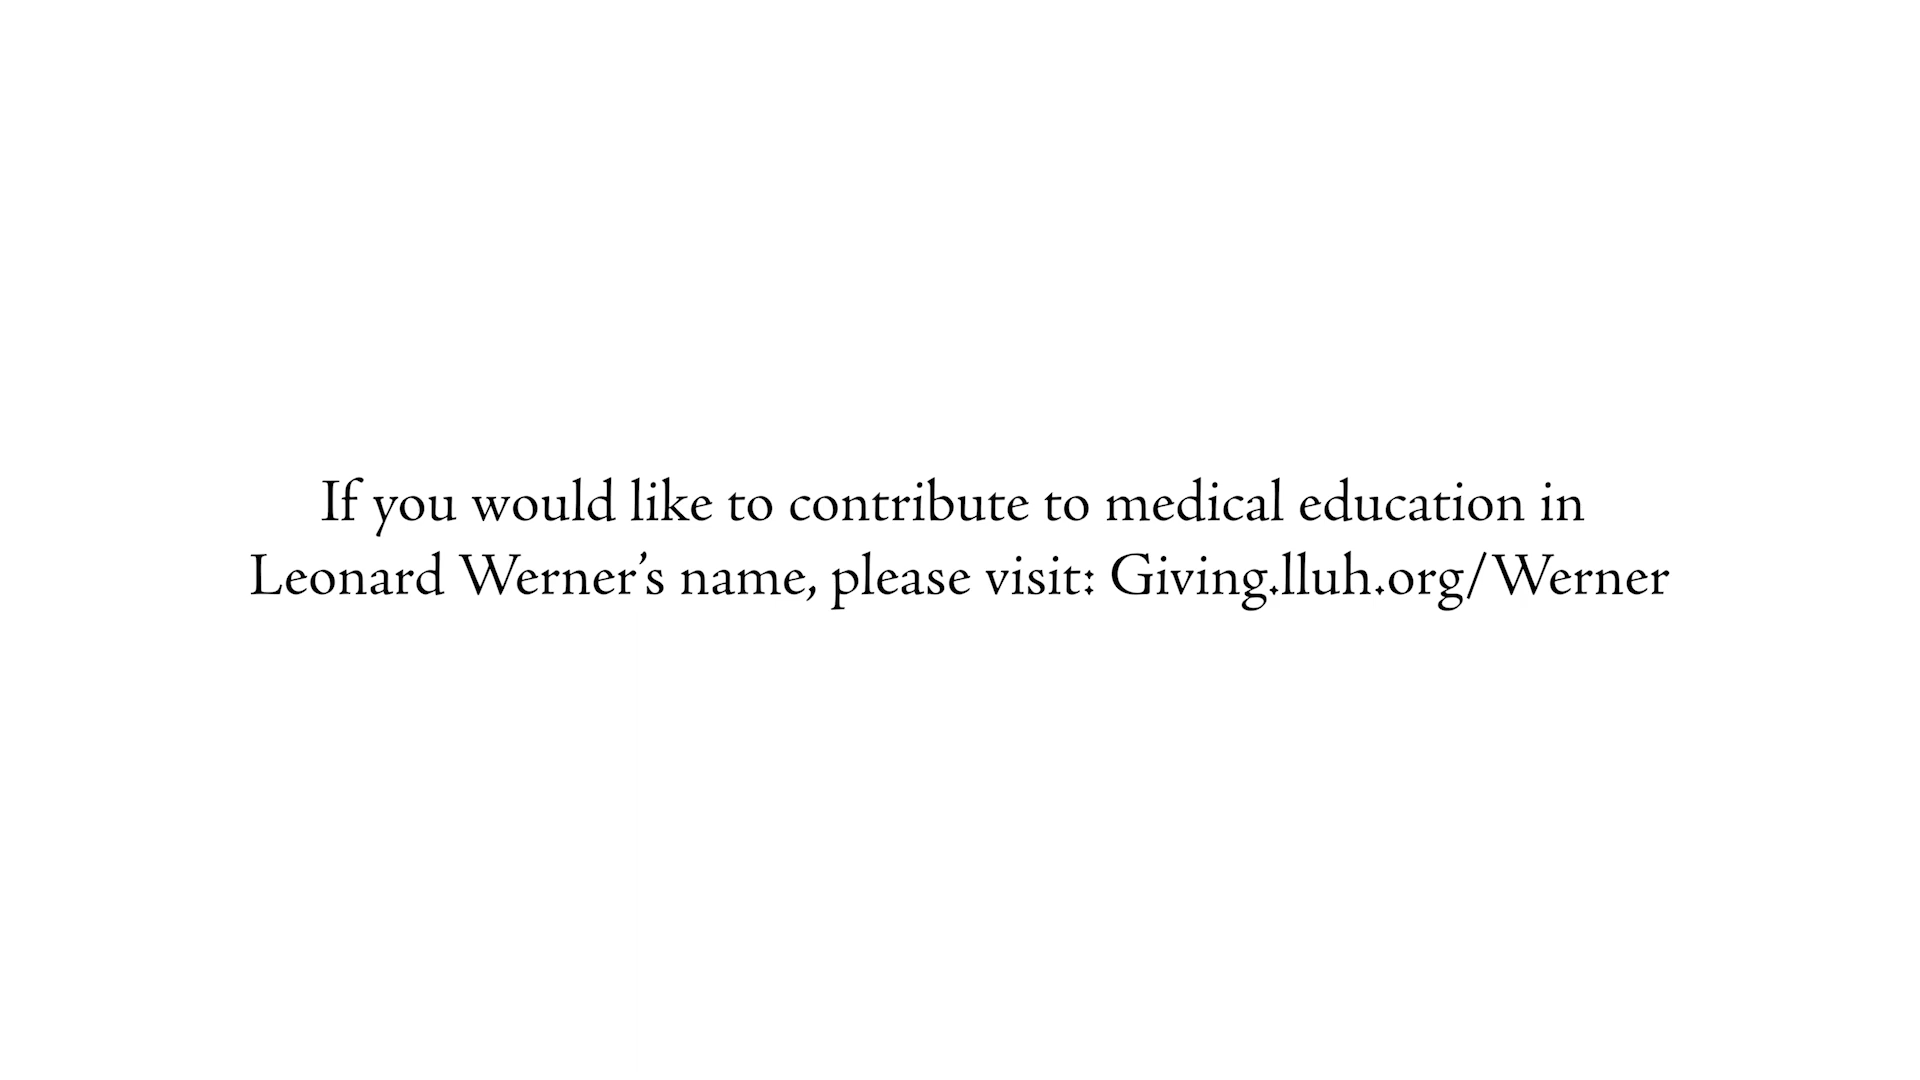 If you would like to contribute to medical education in
Leonard Werner’s name, please visit: Giving.lluh.org/Werner